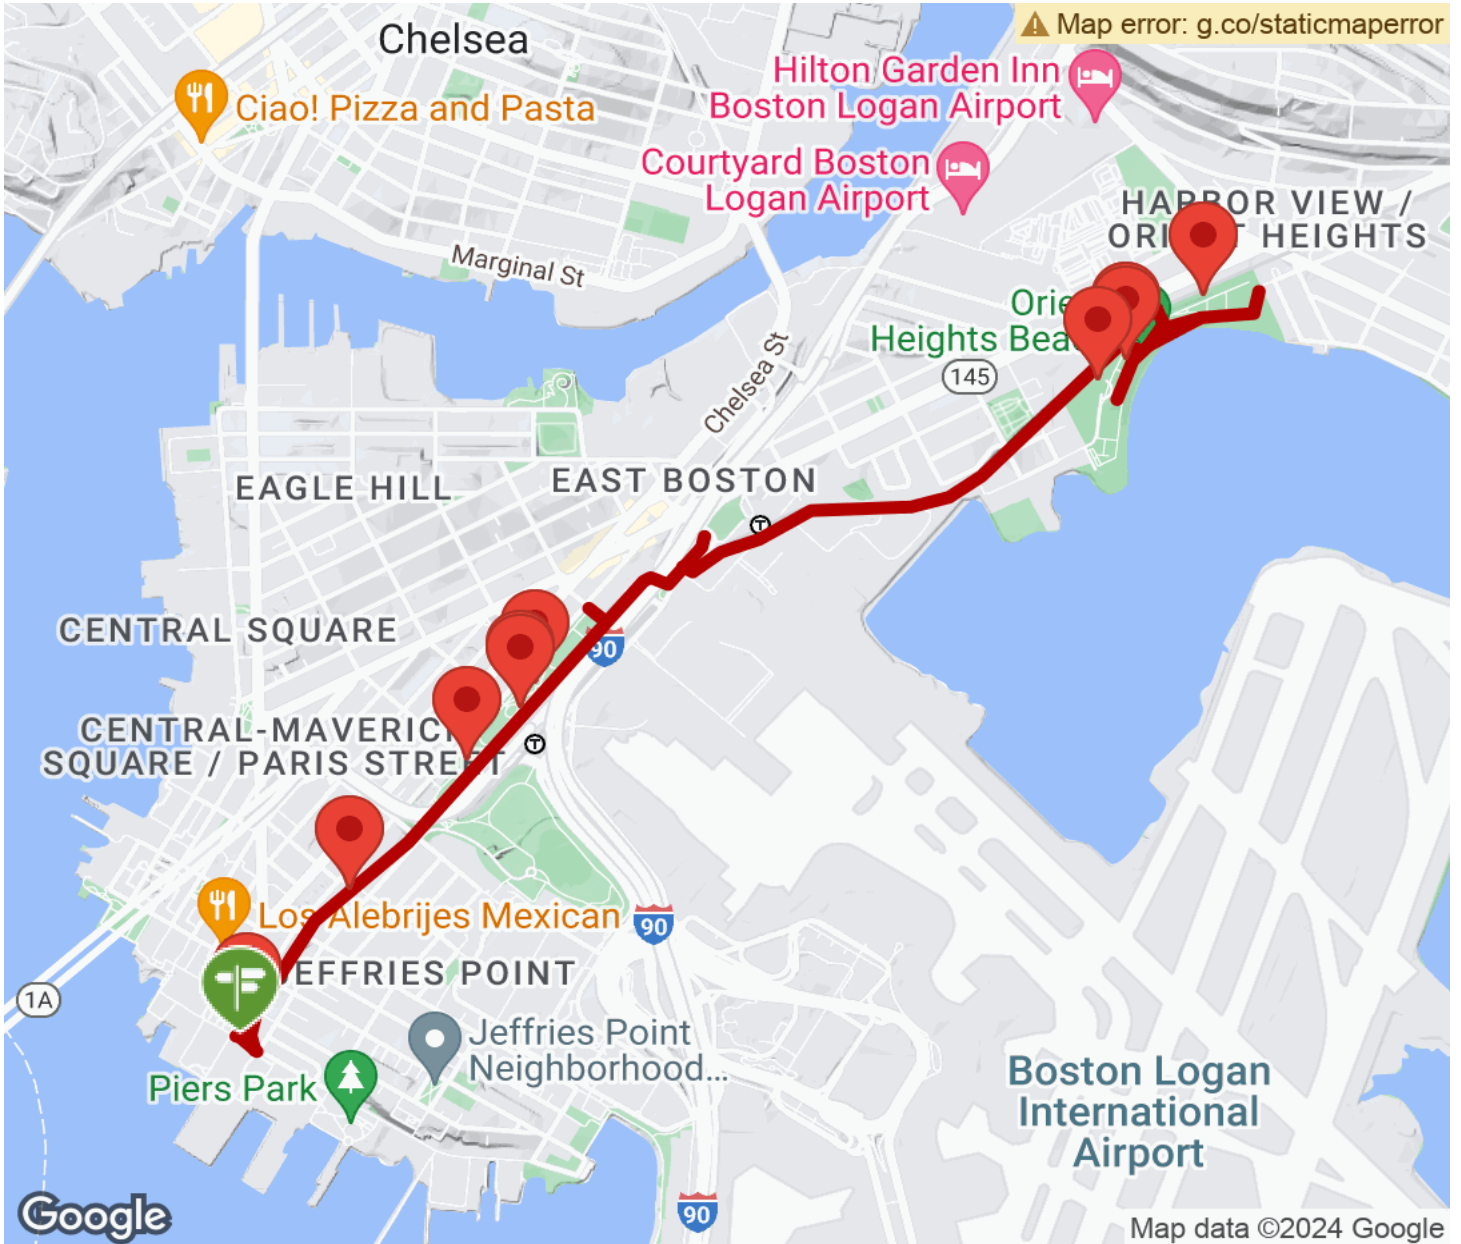 Map error: g.co/staticmaperror
Chelsea
Hilton Garden Inn
Boston Logan Airport
Ciao! Pizza and Pasta
Courtyard Boston
Logan Airport
HARBOR VIEW /
ORI T HEIGHTS
Marginal St
Orie
Heights Bea
145
Chelsea St
EAGLE HILL
EAST BOSTON
T
CENTRAL SQUARE
90
CENTRAL-MAVERIC
SQUARE / PARIS STREET
T
Los Alebrijes Mexican
90
EFFRIES POINT
1A
Jeffries Point
Neighborhood...
Piers Park
Boston Logan
International
Airport
90
Google
Map data ©2024 Google